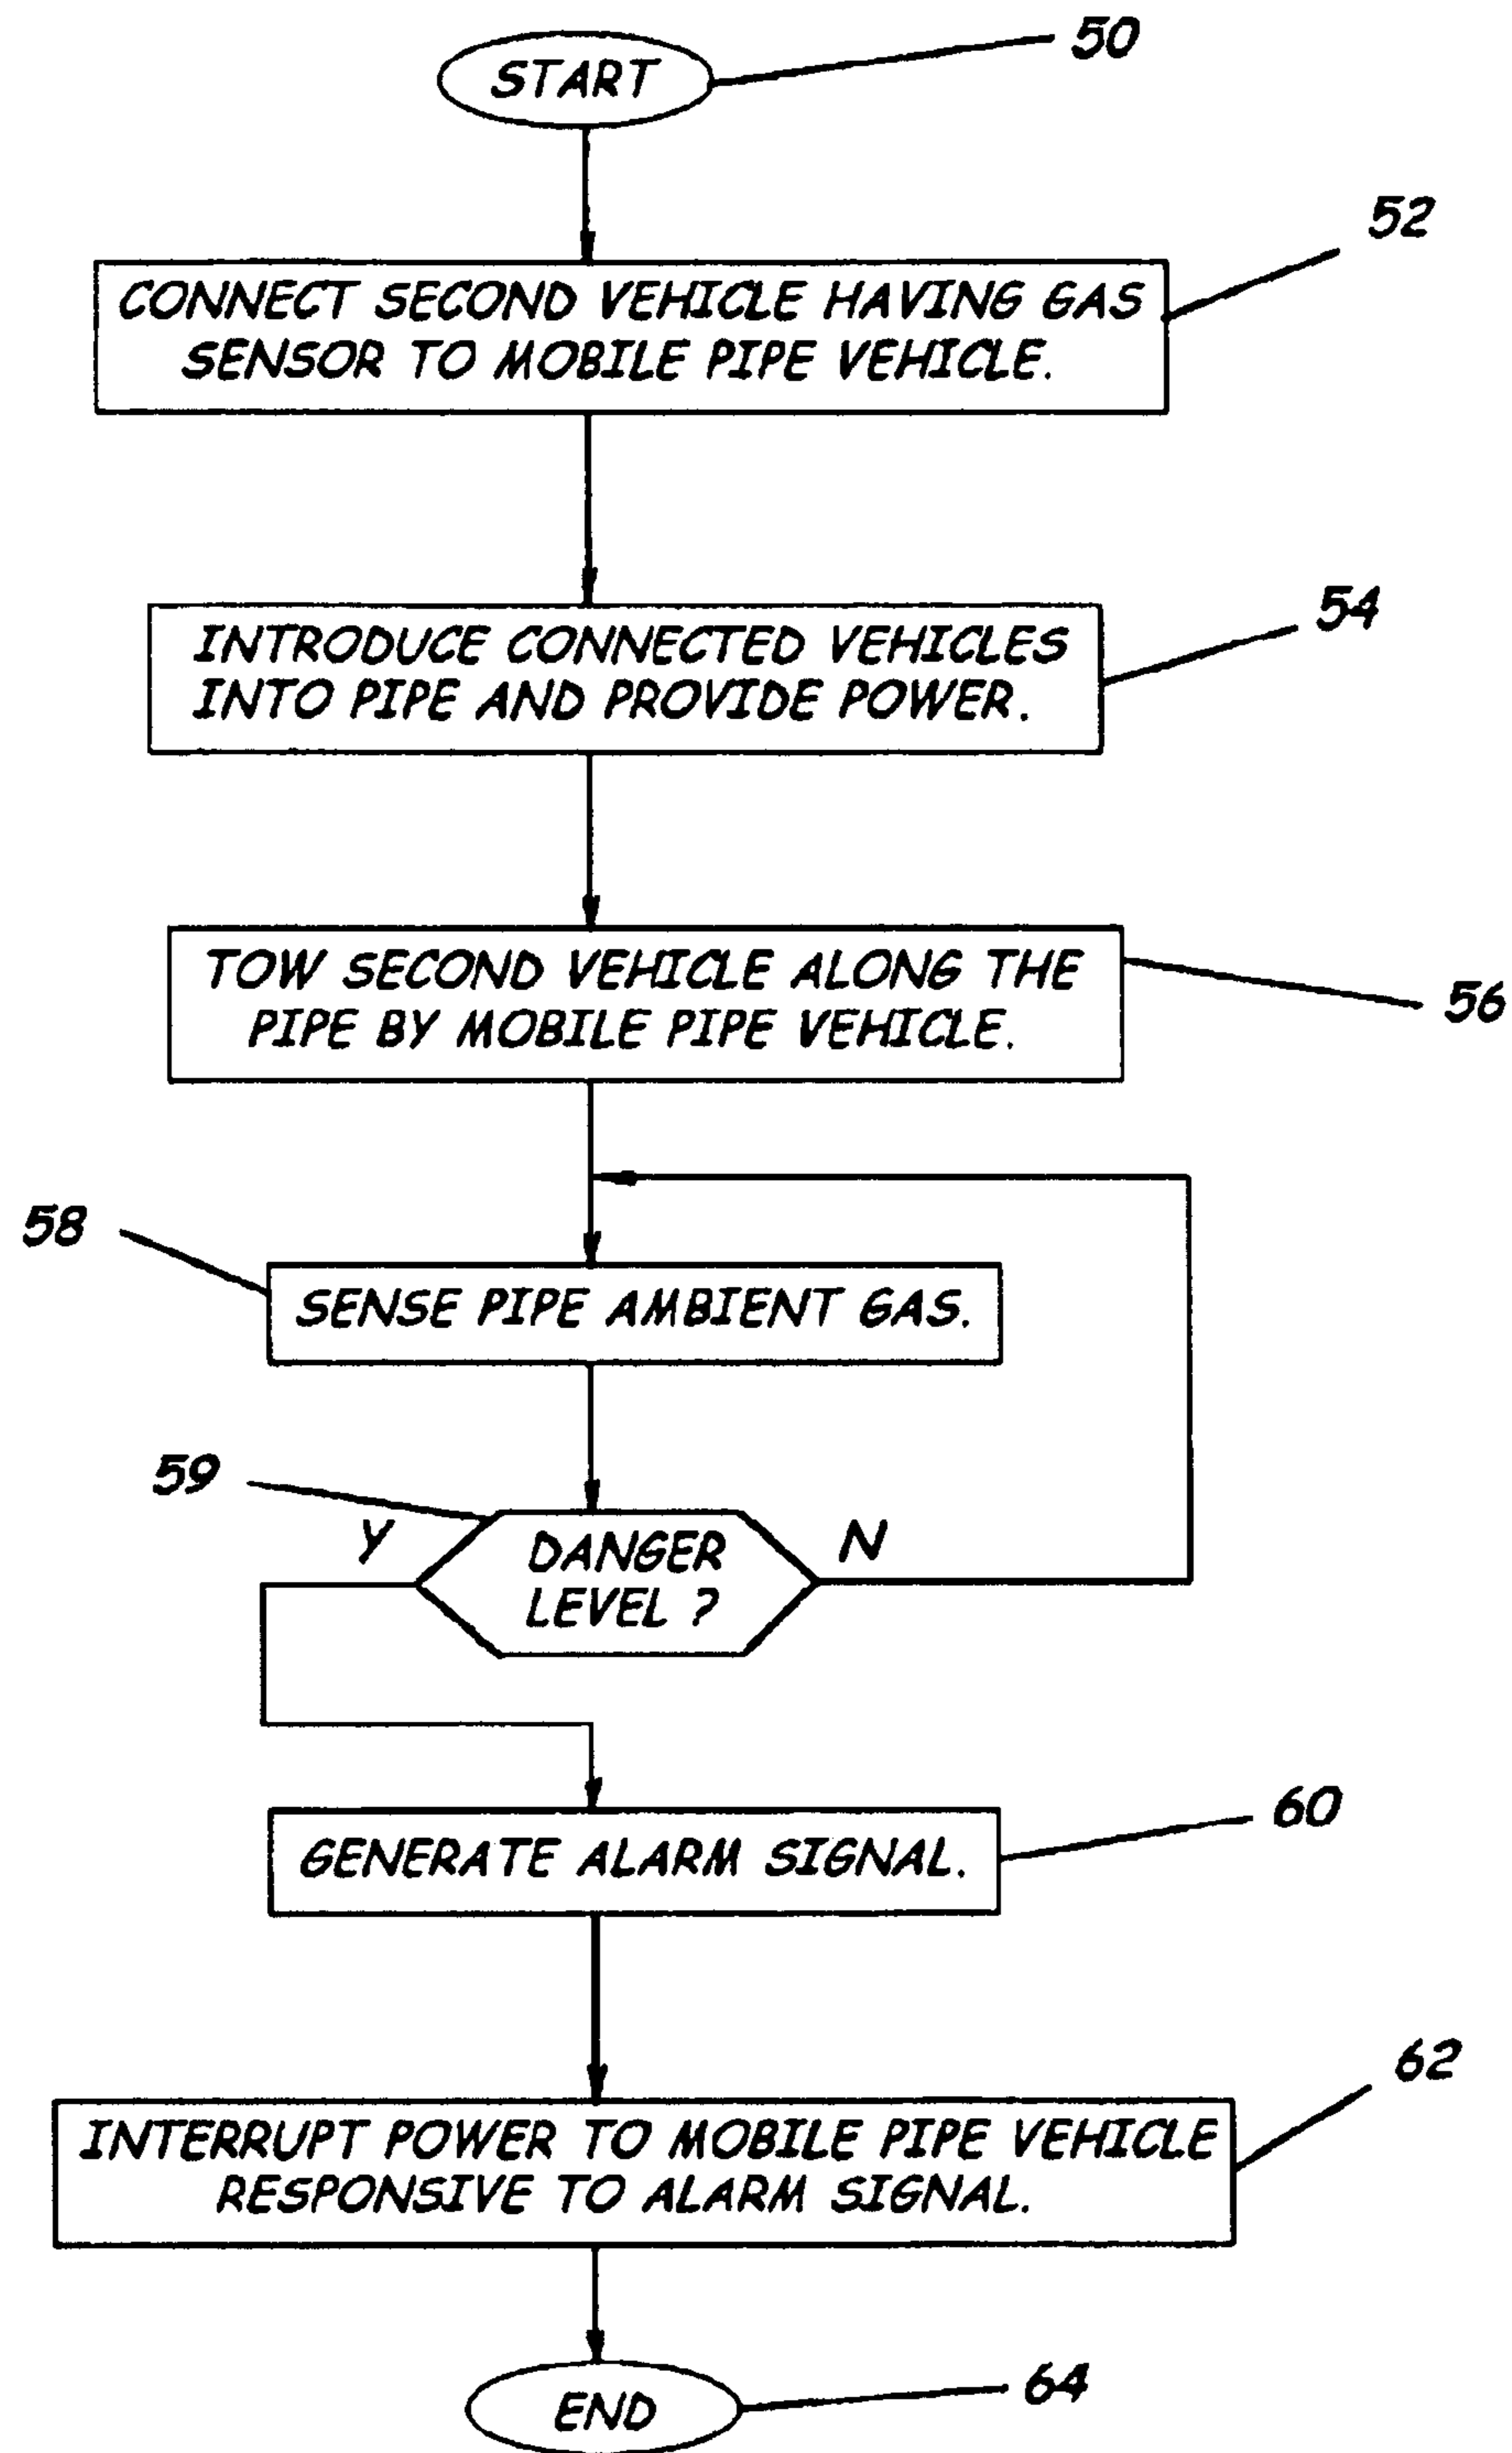 START
50
52
CONNECT SECOND VEHICLE HAVING GAS
SENSOR TO MOBILE PIPE VEHICLE.
54
INTRODUCE CONNECTED VEHICLES
INTO PIPE AND PROVIDE POWER.
TOW SECOND VEHICLE ALONG THE
PIPE BY MOBILE PIPE VEHICLE.
56
58
SENSE PIPE AMBIENT GAS.
59
Y
N
DANGER
LEVEL ?
60
GENERATE ALARM SIGNAL.
62
INTERRUPT POWER TO MOBILE PIPE VEHICLE
RESPONSIVE TO ALARM SIGNAL.
END
64